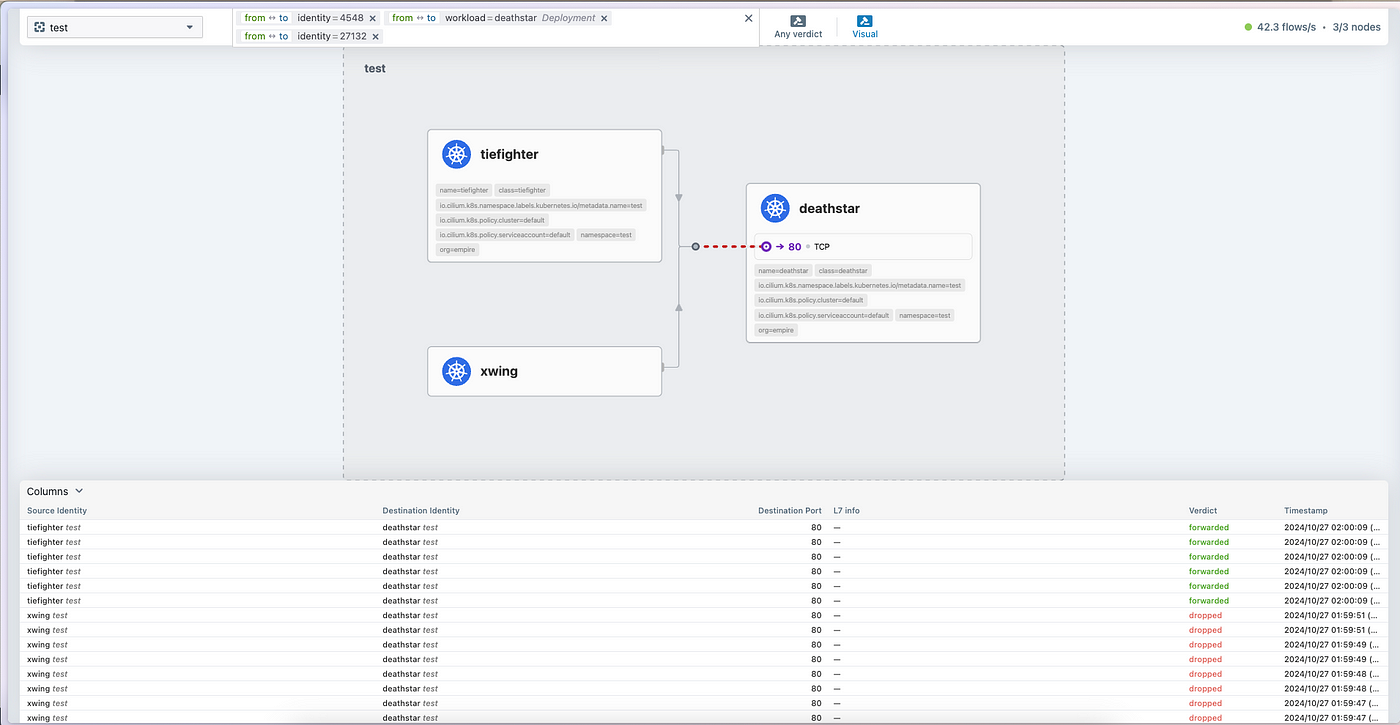 test
from ↔ to identity=4548 ✕ from ↔ to workload=deathstar Deployment ✕
from ↔ to identity=27132 ✕
✕
Any verdict
Visual
42.3 flows/s • 3/3 nodes
test
tiefighter
name=tiefighter class=tiefighter
io.cilium.k8s.namespace.labels.kubernetes.io/metadata.name=test
io.cilium.k8s.policy.cluster=default
io.cilium.k8s.policy.serviceaccount=default namespace=test
org=empire
deathstar
→ 80 • TCP
name=deathstar class=deathstar
io.cilium.k8s.namespace.labels.kubernetes.io/metadata.name=test
io.cilium.k8s.policy.cluster=default
io.cilium.k8s.policy.serviceaccount=default namespace=test
org=empire
xwing
Columns
Source Identity Destination Identity Destination Port L7 info Verdict Timestamp
tiefighter test deathstar test 80 — forwarded 2024/10/27 02:00:09 (...
tiefighter test deathstar test 80 — forwarded 2024/10/27 02:00:09 (...
tiefighter test deathstar test 80 — forwarded 2024/10/27 02:00:09 (...
tiefighter test deathstar test 80 — forwarded 2024/10/27 02:00:09 (...
tiefighter test deathstar test 80 — forwarded 2024/10/27 02:00:09 (...
tiefighter test deathstar test 80 — forwarded 2024/10/27 02:00:09 (...
xwing test deathstar test 80 — dropped 2024/10/27 01:59:51 (...
xwing test deathstar test 80 — dropped 2024/10/27 01:59:51 (...
xwing test deathstar test 80 — dropped 2024/10/27 01:59:49 (...
xwing test deathstar test 80 — dropped 2024/10/27 01:59:49 (...
xwing test deathstar test 80 — dropped 2024/10/27 01:59:48 (...
xwing test deathstar test 80 — dropped 2024/10/27 01:59:48 (...
xwing test deathstar test 80 — dropped 2024/10/27 01:59:47 (...
xwing test deathstar test 80 — dropped 2024/10/27 01:59:47 (...